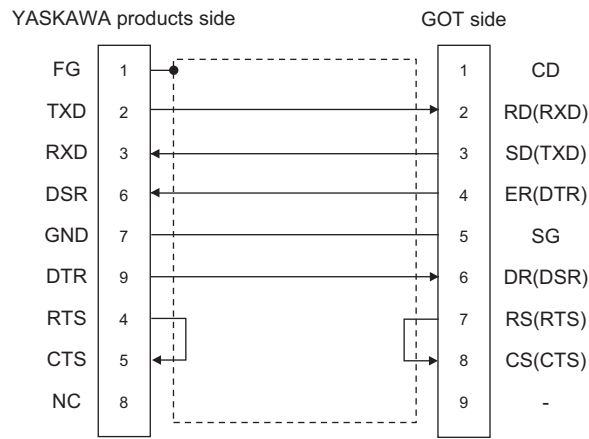 YASKAWA products side GOT side
FG 1 1 CD
TXD 2 2 RD(RXD)
RXD 3 3 SD(TXD)
DSR 6 4 ER(DTR)
GND 7 5 SG
DTR 9 6 DR(DSR)
RTS 4 7 RS(RTS)
CTS 5 8 CS(CTS)
NC 8 9 -